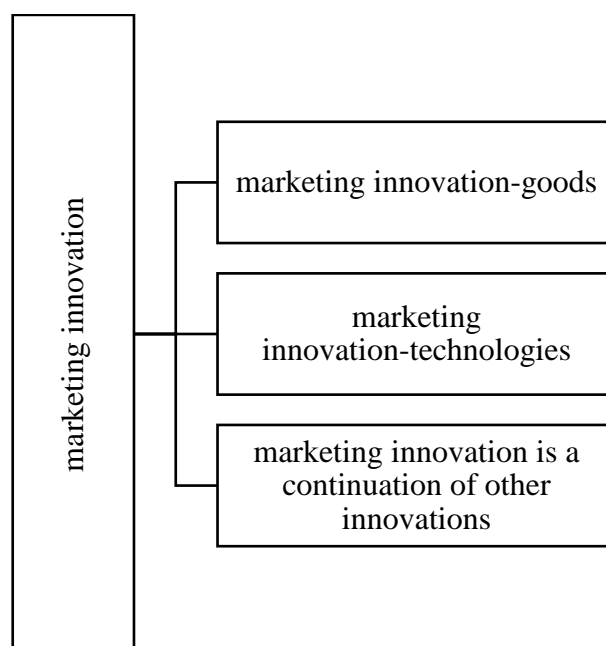 marketing innovation
marketing innovation-goods
marketing
innovation-technologies
marketing innovation is a
continuation of other
innovations